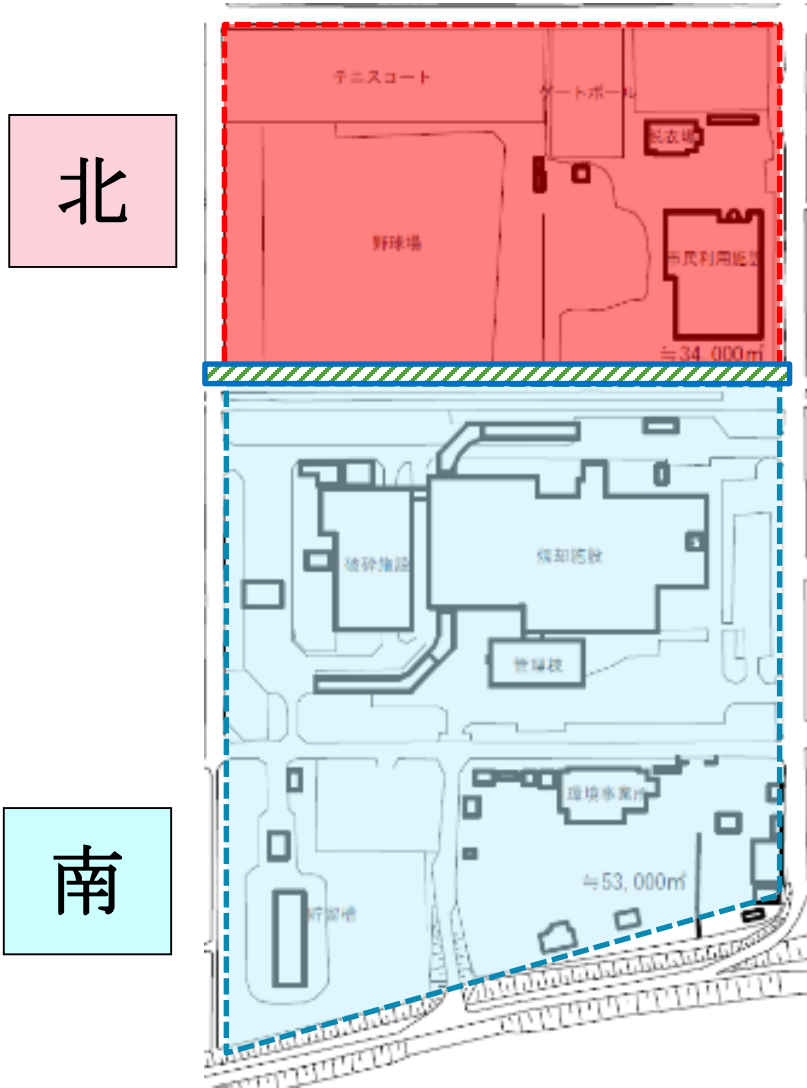 テニスコート
ゲートボール
脱衣場
北
野球場
市民利用施設
≒34,000㎡
破砕施設
焼却施設
管理棟
環境事業所
南
≒53,000㎡
貯留槽